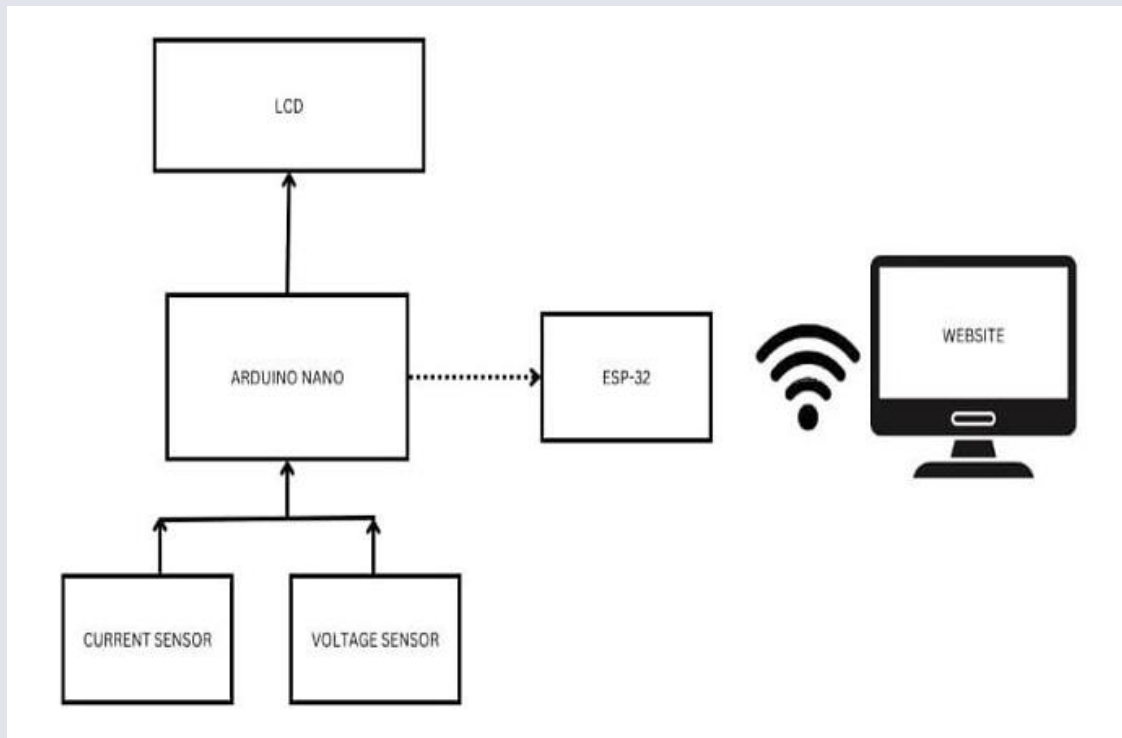 LCD
ARDUINO NANO
ESP-32
WEBSITE
CURRENT SENSOR
VOLTAGE SENSOR